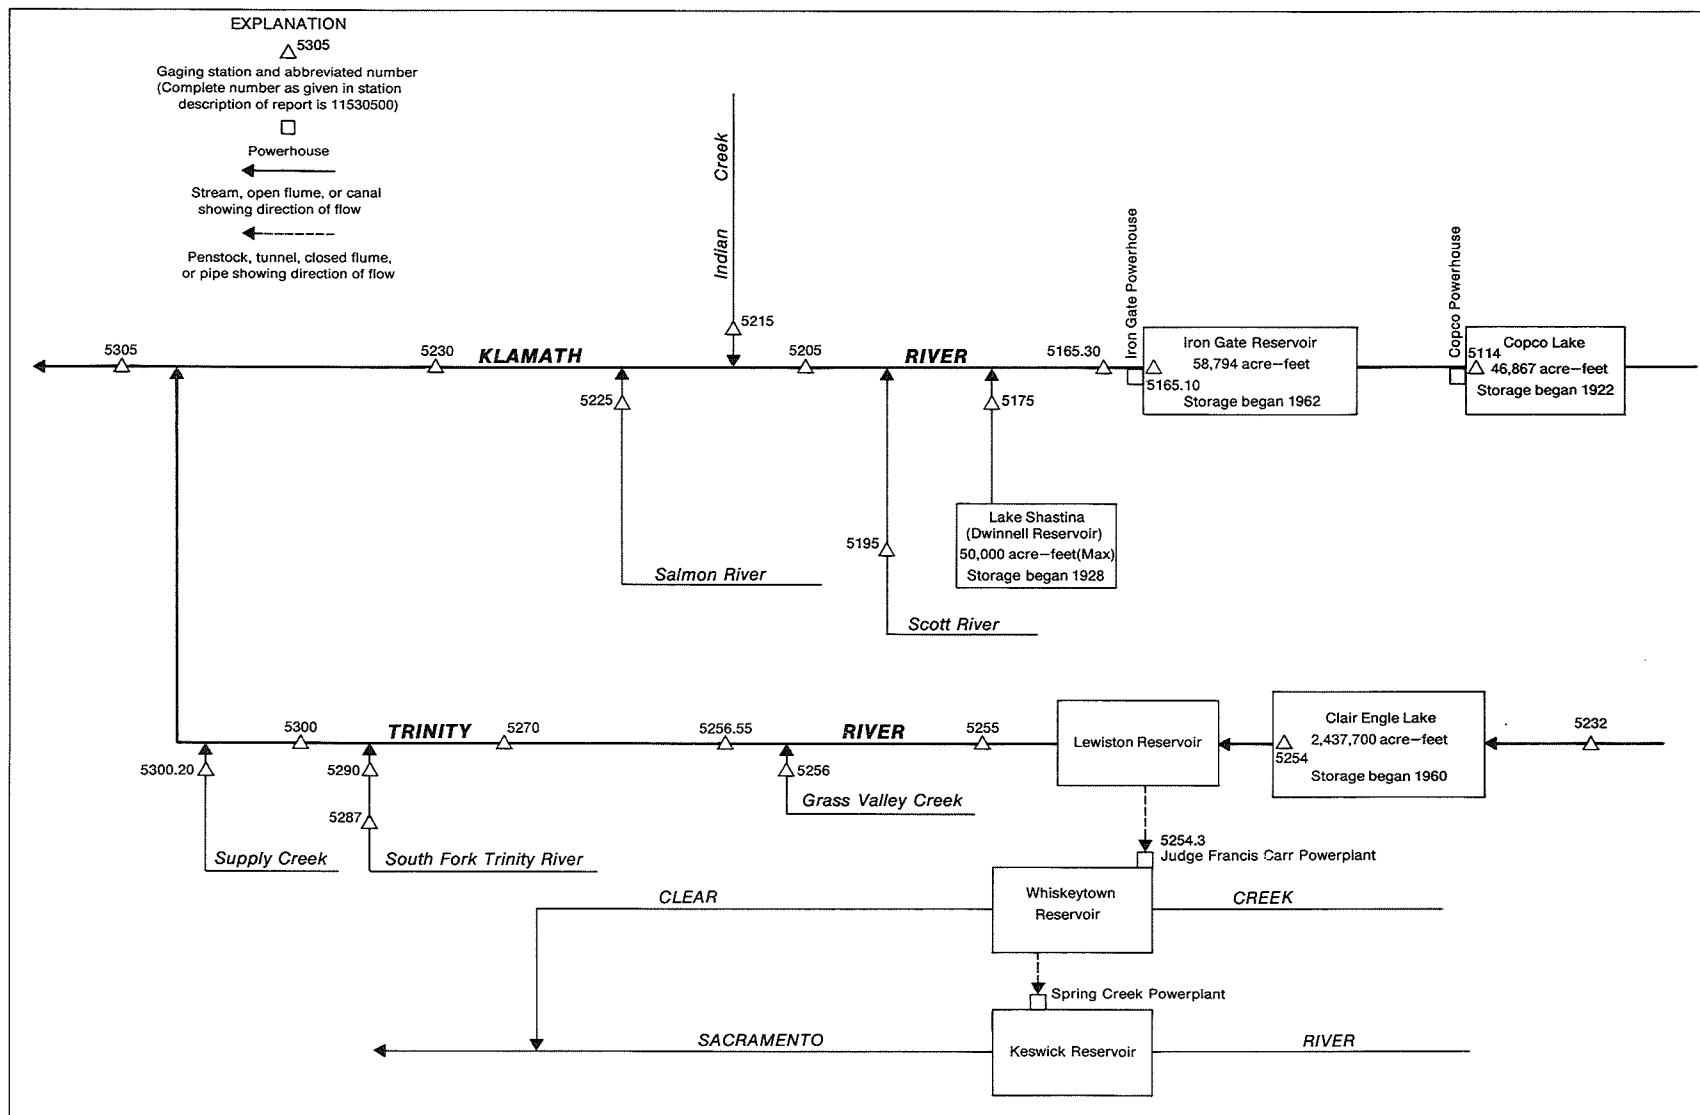 EXPLANATION
5305
Gaging station and abbreviated number
(Complete number as given in station
description of report is 11530500)
Powerhouse
Stream, open flume, or canal
showing direction of flow
Penstock, tunnel, closed flume,
or pipe showing direction of flow
Indian Creek
5215
Iron Gate Powerhouse
Copco Powerhouse
5305
5230
KLAMATH
5205
RIVER
5165.30
5165.10
Iron Gate Reservoir
58,794 acre-feet
Storage began 1962
5114
Copco Lake
46,867 acre-feet
Storage began 1922
5225
5175
Salmon River
5195
Lake Shastina
(Dwinnell Reservoir)
50,000 acre-feet(Max)
Storage began 1928
Scott River
5300
TRINITY
5270
5256.55
RIVER
5255
Lewiston Reservoir
Clair Engle Lake
2,437,700 acre-feet
5254
Storage began 1960
5232
5300.20
5290
5256
Grass Valley Creek
5287
Supply Creek
South Fork Trinity River
5254.3
Judge Francis Carr Powerplant
CLEAR
Whiskeytown
Reservoir
CREEK
Spring Creek Powerplant
SACRAMENTO
Keswick Reservoir
RIVER